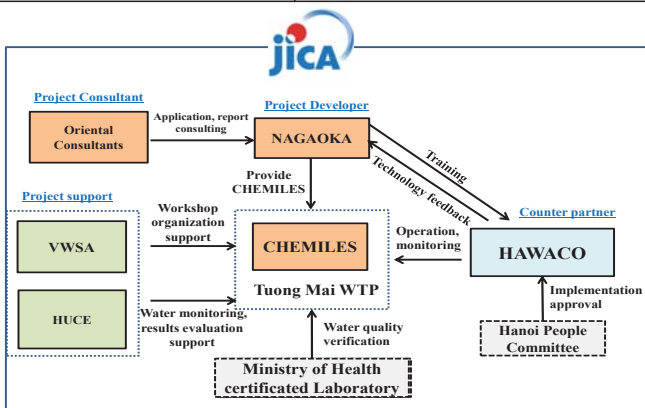 JICA
Project Consultant
Project Developer
Oriental
Consultants
Application, report
consulting
NAGAOKA
Training
Technology feedback
Provide
CHEMILES
Project support
Counter partner
VWSA
Workshop
organization
support
CHEMILES
Tuong Mai WTP
Operation,
monitoring
HAWACO
HUCE
Water monitoring,
results evaluation
support
Water quality
verification
Implementation
approval
Hanoi People
Committee
Ministry of Health
certificated Laboratory